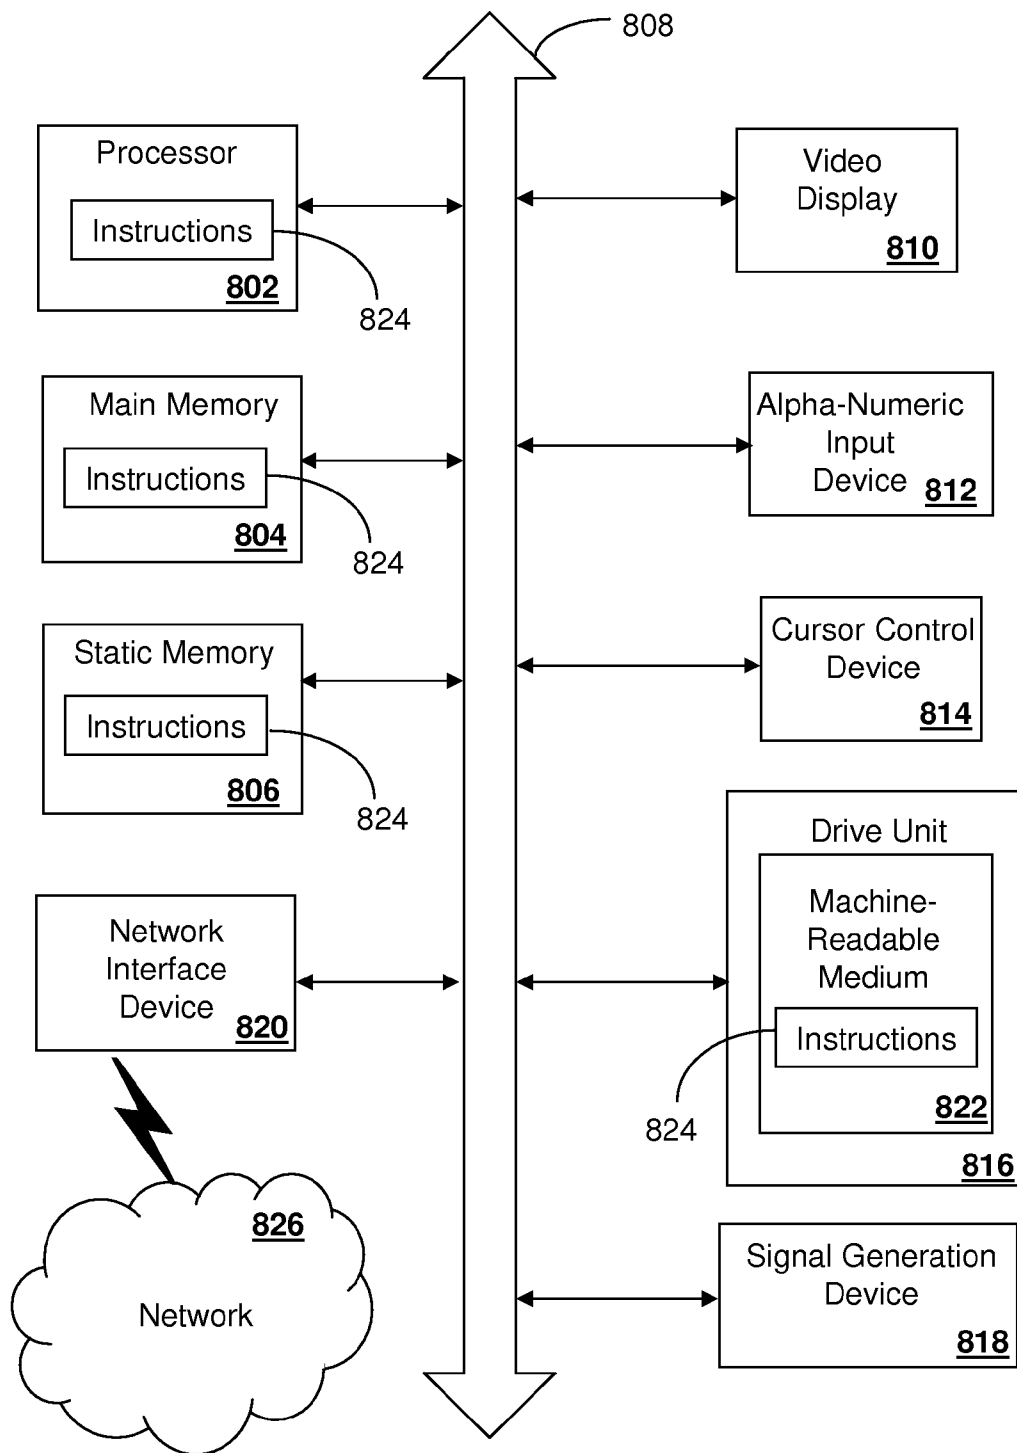 808
Processor
Instructions
802
824
Main Memory
Instructions
804
824
Static Memory
Instructions
806
824
Network
Interface
Device
820
826
Network
Video
Display
810
Alpha-Numeric
Input
Device
812
Cursor Control
Device
814
Drive Unit
Machine-
Readable
Medium
Instructions
824
822
816
Signal Generation
Device
818